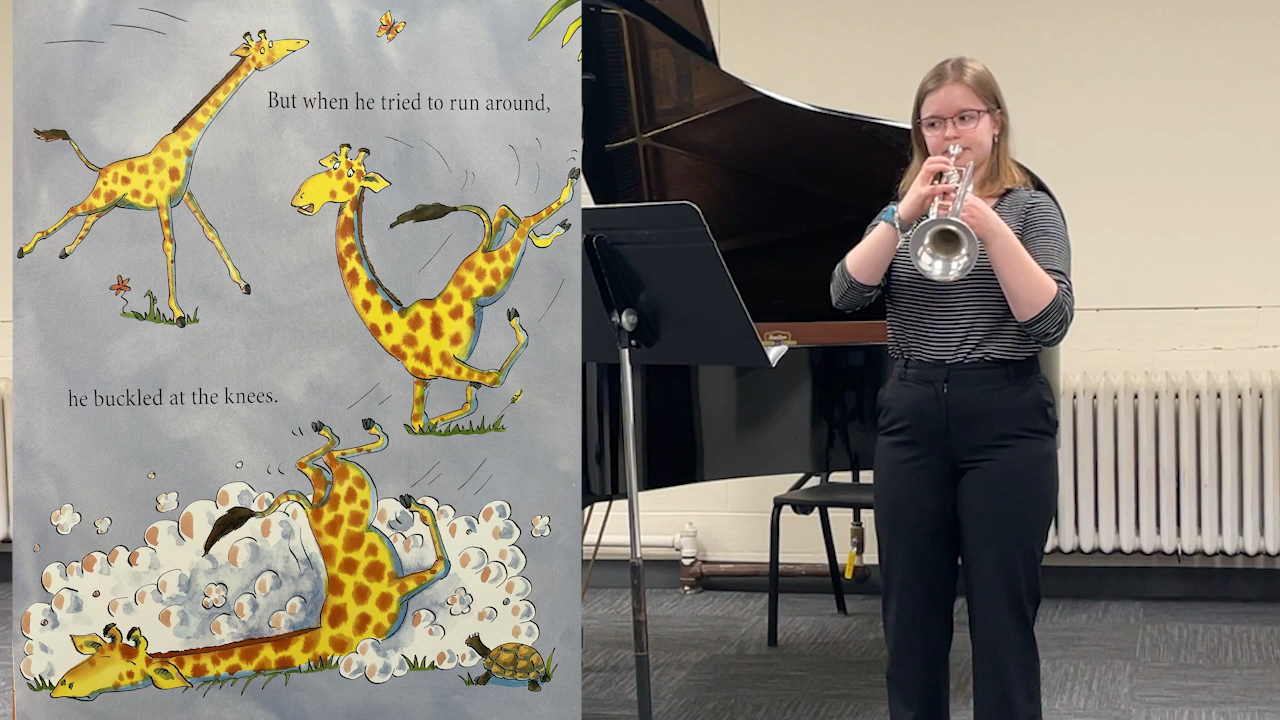 But when he tried to run around,
he buckled at the knees.